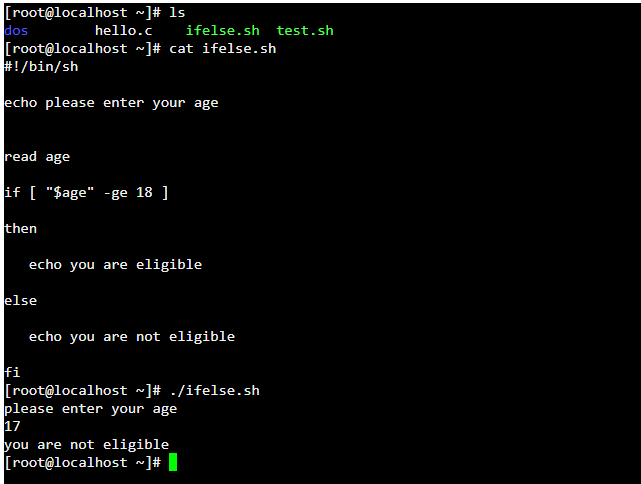 [root@localhost ~]# ls
dos        hello.c    ifelse.sh  test.sh
[root@localhost ~]# cat ifelse.sh
#!/bin/sh
echo please enter your age
read age
if [ "$age" -ge 18 ]
then
   echo you are eligible
else
   echo you are not eligible
fi
[root@localhost ~]# ./ifelse.sh
please enter your age
17
you are not eligible
[root@localhost ~]#